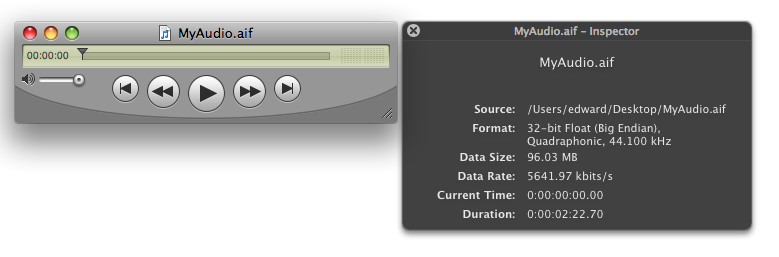 MyAudio.aif
00:00:00
MyAudio.aif – Inspector
MyAudio.aif
Source: /Users/edward/Desktop/MyAudio.aif
Format: 32-bit Float (Big Endian),
Quadraphonic, 44.100 kHz
Data Size: 96.03 MB
Data Rate: 5641.97 kbits/s
Current Time: 0:00:00:00.00
Duration: 0:00:02:22.70